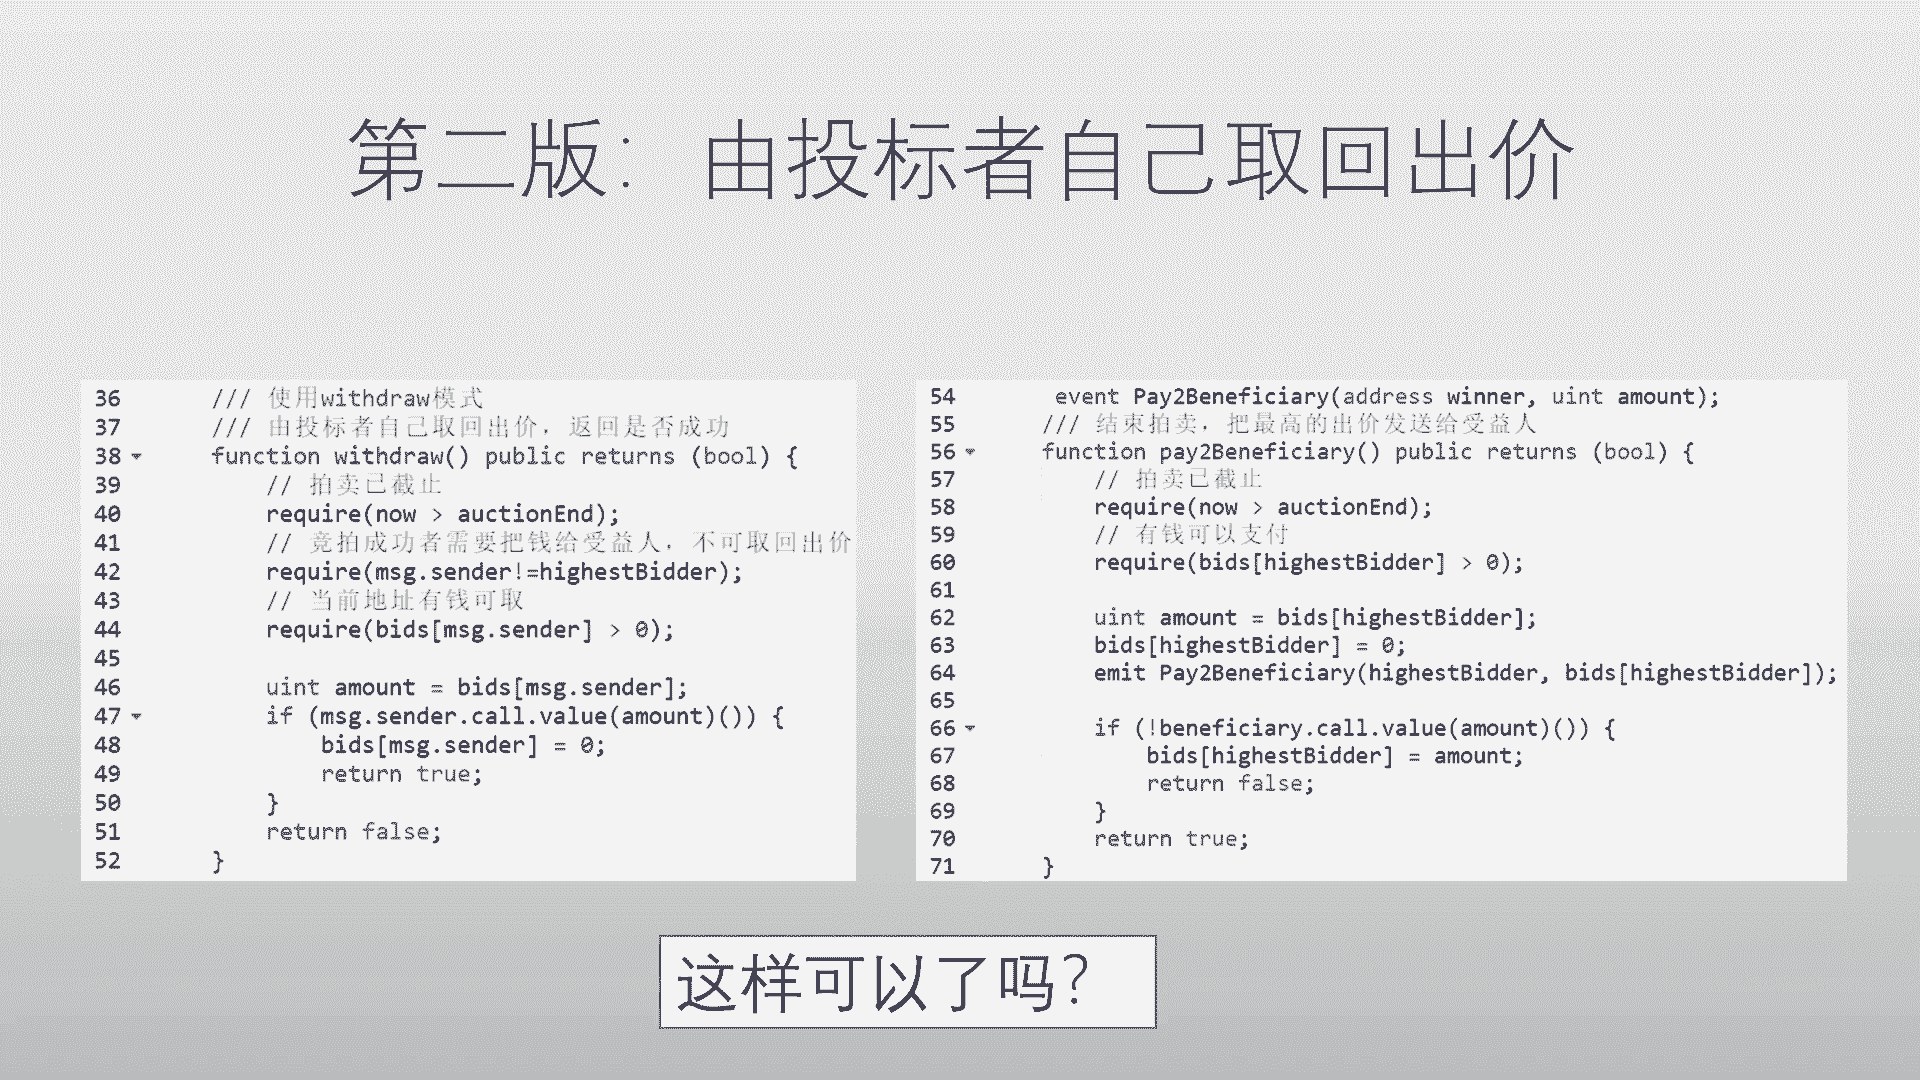 第二版：由投标者自己取回出价
36 /// 使用withdraw模式
37 /// 由投标者自己取回出价，返回是否成功
38 function withdraw() public returns (bool) {
39 // 拍卖已截止
40 require(now > auctionEnd);
41 // 竞拍成功者需要把钱给受益人，不可取回出价
42 require(msg.sender!=highestBidder);
43 // 当前地址有钱可取
44 require(bids[msg.sender] > 0);
45
46 uint amount = bids[msg.sender];
47 if (msg.sender.call.value(amount)()) {
48 bids[msg.sender] = 0;
49 return true;
50 }
51 return false;
52 }
54 event Pay2Beneficiary(address winner, uint amount);
55 /// 结束拍卖，把最高的出价发送给受益人
56 function pay2Beneficiary() public returns (bool) {
57 // 拍卖已截止
58 require(now > auctionEnd);
59 // 有钱可以支付
60 require(bids[highestBidder] > 0);
61
62 uint amount = bids[highestBidder];
63 bids[highestBidder] = 0;
64 emit Pay2Beneficiary(highestBidder, bids[highestBidder]);
65
66 if (!beneficiary.call.value(amount)()) {
67 bids[highestBidder] = amount;
68 return false;
69 }
70 return true;
71 }
这样可以了吗？